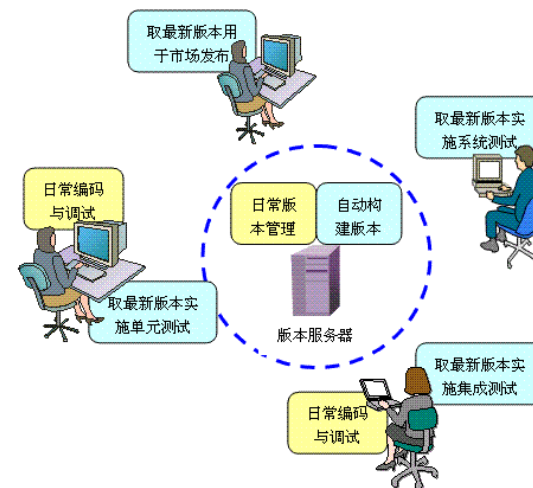 取最新版本用
于市场发布
取最新版本实
施系统测试
日常编码
与调试
日常版
本管理
自动构
建版本
取最新版本实
施单元测试
版本服务器
取最新版本实
施集成测试
日常编码
与调试